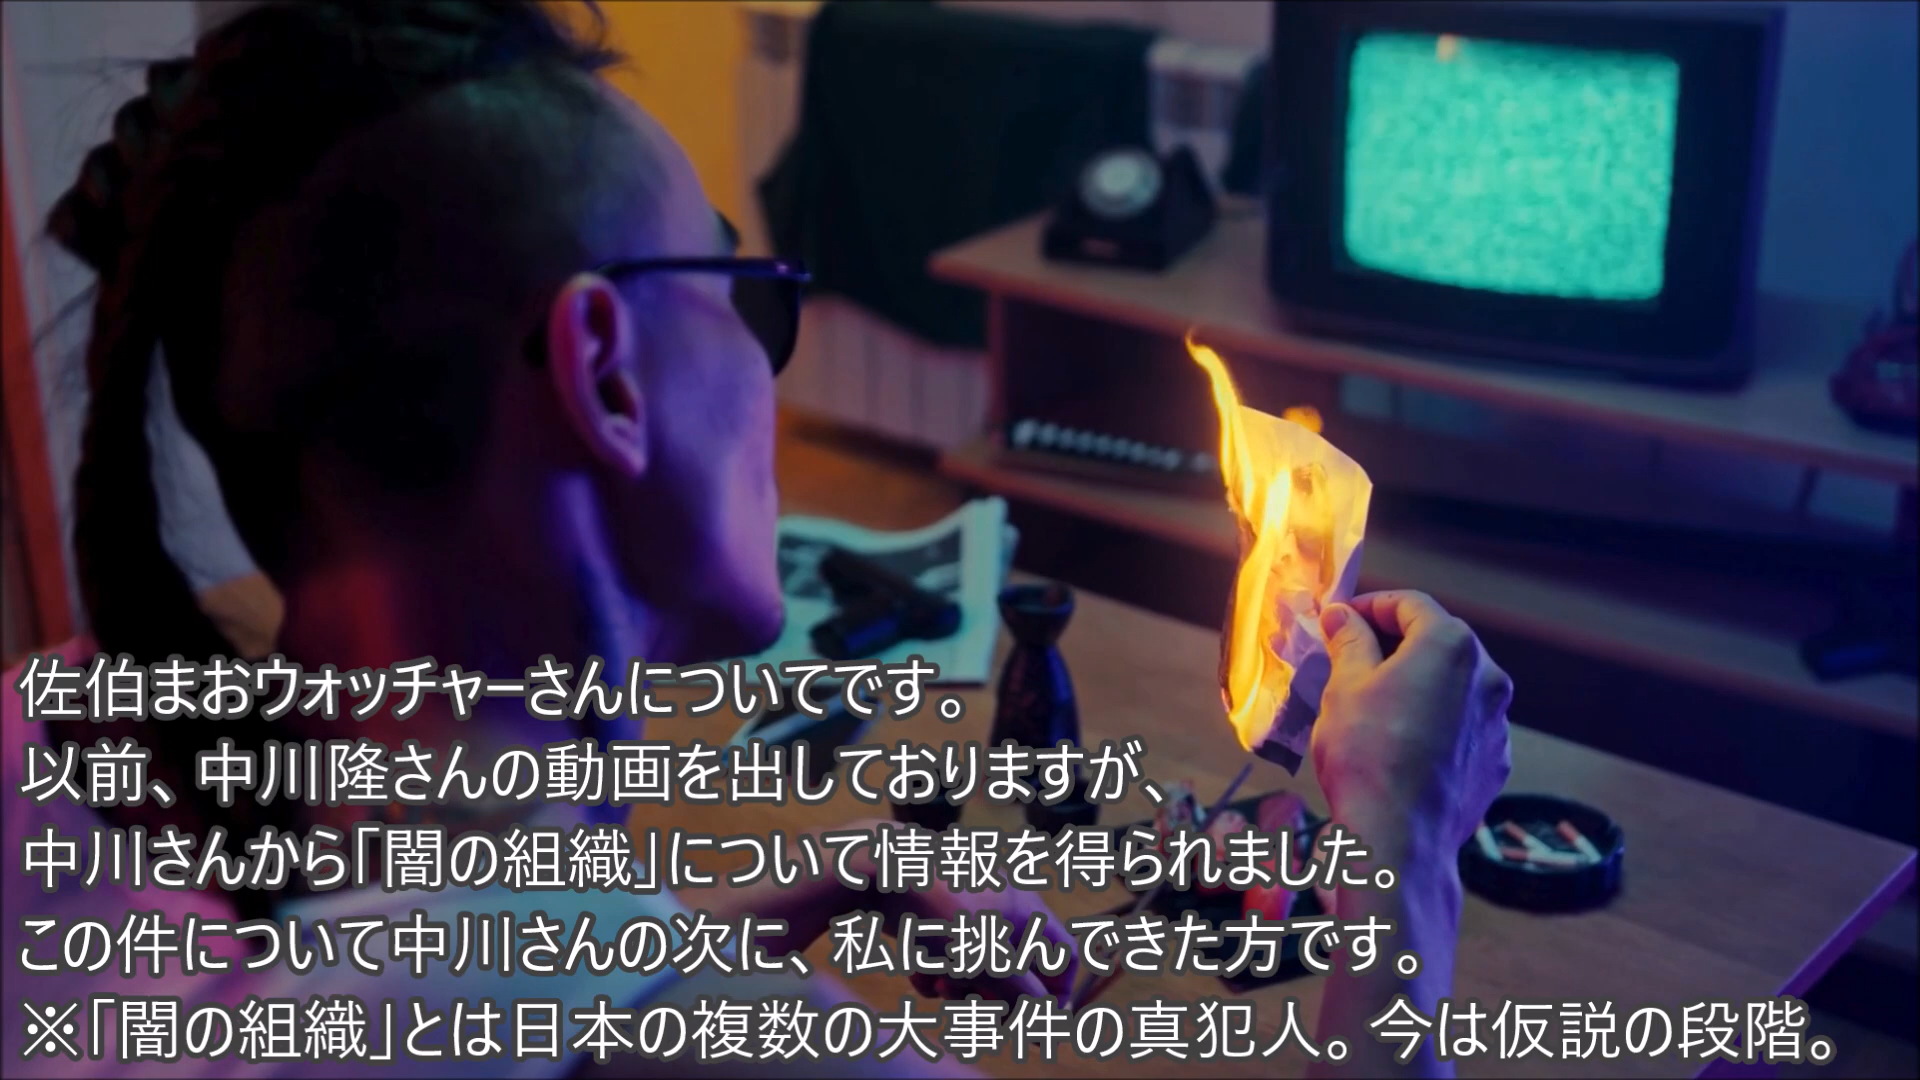 佐伯まおウォッチャーさんについてです。
以前、中川隆さんの動画を出しておりますが、
中川さんから「闇の組織」について情報を得られました。
この件について中川さんの次に、私に挑んできた方です。
※「闇の組織」とは日本の複数の大事件の真犯人。今は仮説の段階。